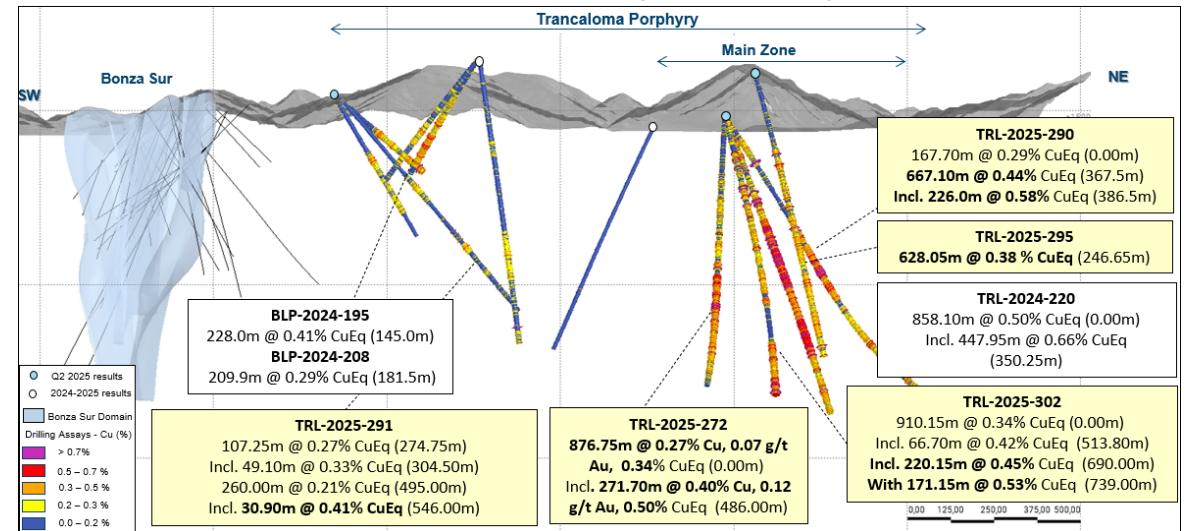 Trancaloma Porphyry
Main Zone
Bonza Sur
SW
NE
TRL-2025-290
167.70m @ 0.29% CuEq (0.00m)
667.10m @ 0.44% CuEq (367.5m)
Incl. 226.0m @ 0.58% CuEq (386.5m)
TRL-2025-295
628.05m @ 0.38 % CuEq (246.65m)
TRL-2024-220
858.10m @ 0.50% CuEq (0.00m)
Incl. 447.95m @ 0.66% CuEq
(350.25m)
BLP-2024-195
228.0m @ 0.41% CuEq (145.0m)
BLP-2024-208
209.9m @ 0.29% CuEq (181.5m)
TRL-2025-291
107.25m @ 0.27% CuEq (274.75m)
Incl. 49.10m @ 0.33% CuEq (304.50m)
260.00m @ 0.21% CuEq (495.00m)
Incl. 30.90m @ 0.41% CuEq (546.00m)
TRL-2025-272
876.75m @ 0.27% Cu, 0.07 g/t
Au, 0.34% CuEq (0.00m)
Incl. 271.70m @ 0.40% Cu, 0.12
g/t Au, 0.50% CuEq (486.00m)
TRL-2025-302
910.15m @ 0.34% CuEq (0.00m)
Incl. 66.70m @ 0.42% CuEq (513.80m)
Incl. 220.15m @ 0.45% CuEq (690.00m)
With 171.15m @ 0.53% CuEq (739.00m)
Q2 2025 results
2024-2025 results
Bonza Sur Domain
Drilling Assays - Cu (%)
> 0.7%
0.5 – 0.7 %
0.3 – 0.5 %
0.2 – 0.3 %
0.0 – 0.2 %
0,00 125,00 250,00 375,00 500,00